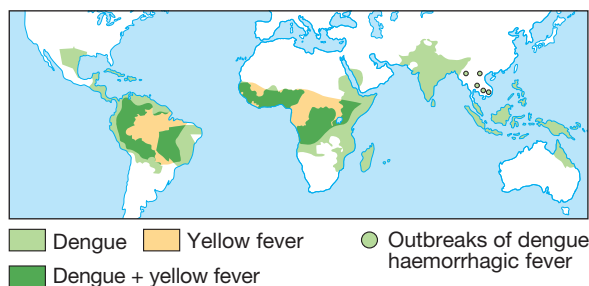 Dengue
Yellow fever
Outbreaks of dengue
haemorrhagic fever
Dengue + yellow fever